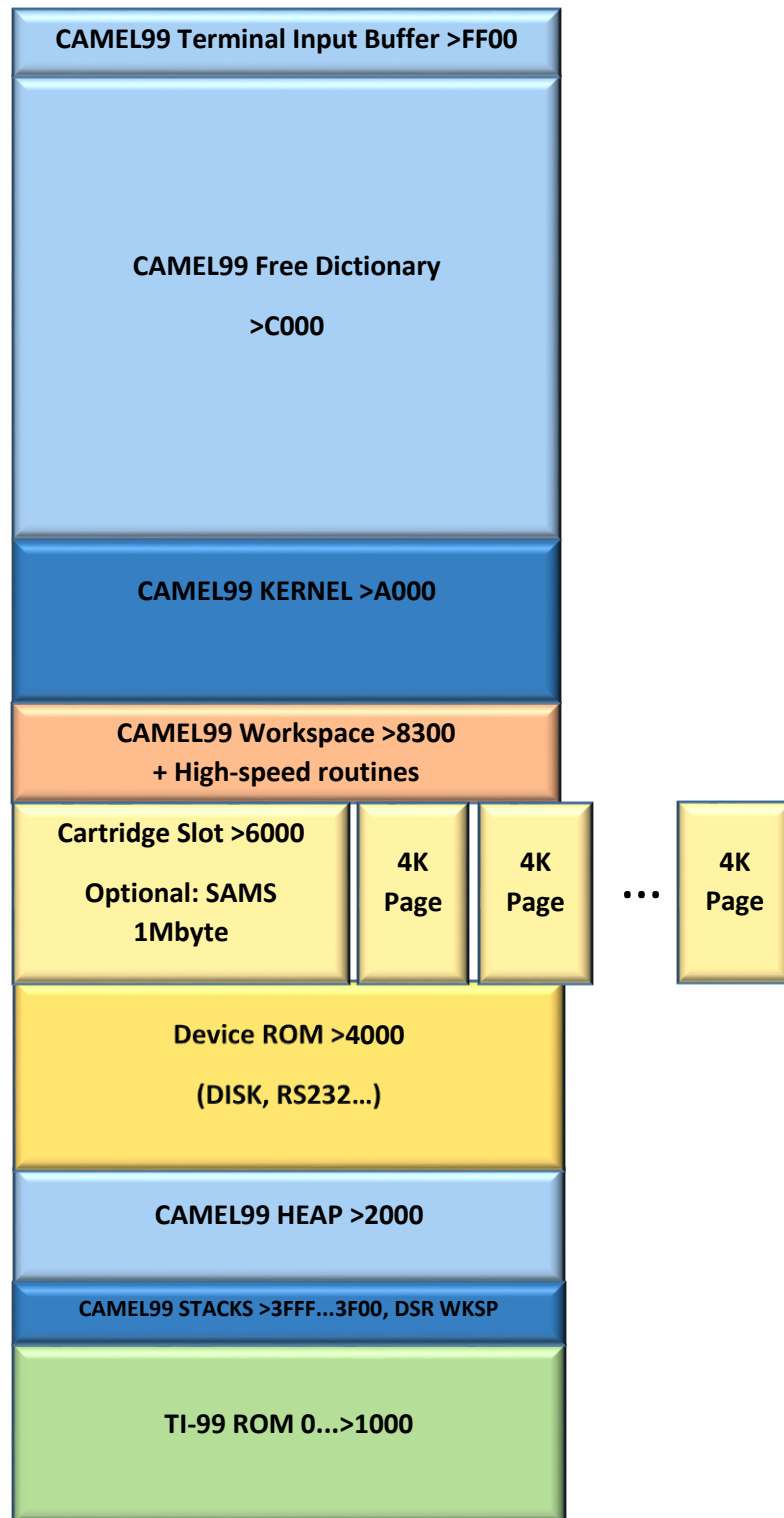 CAMEL99 Terminal Input Buffer >FF00
CAMEL99 Free Dictionary
>C000
CAMEL99 KERNEL >A000
CAMEL99 Workspace >8300
+ High-speed routines
Cartridge Slot >6000
Optional: SAMS
1Mbyte
4K
Page
4K
Page
...
4K
Page
Device ROM >4000
(DISK, RS232...)
CAMEL99 HEAP >2000
CAMEL99 STACKS >3FFF...3F00, DSR WKSP
TI-99 ROM 0...>1000